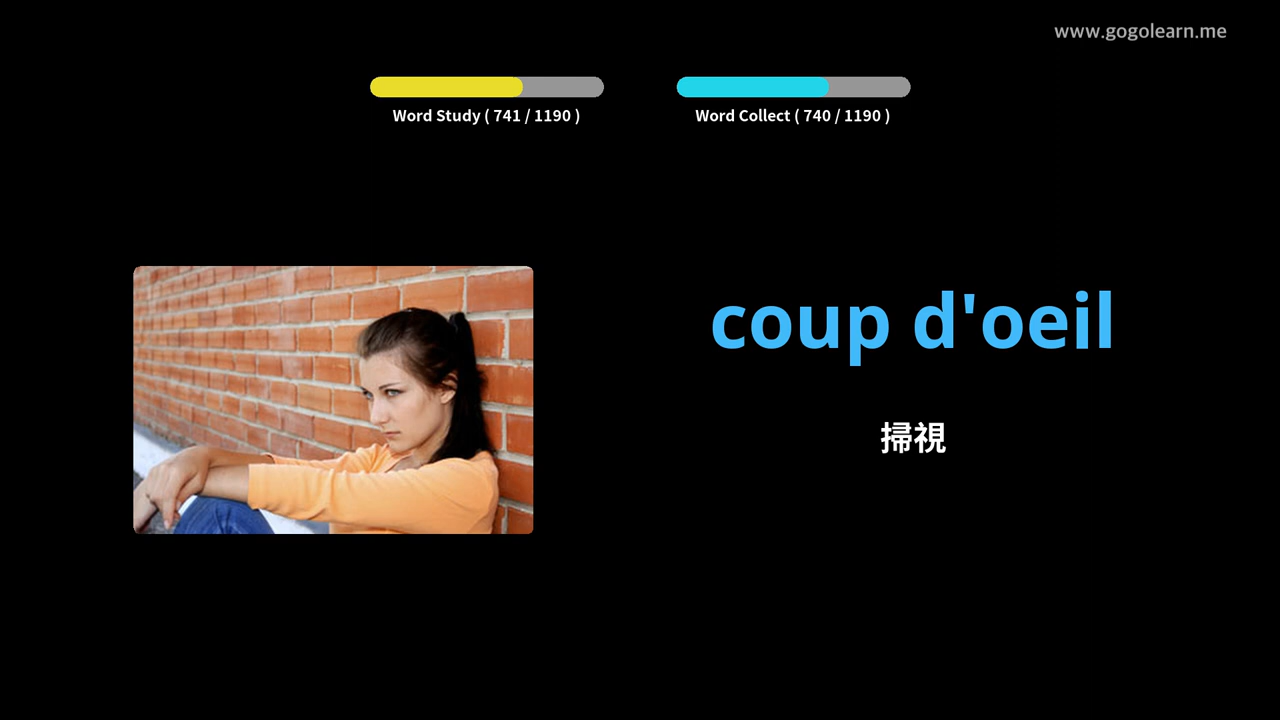 www.gogolearn.me
Word Study ( 741 / 1190 )
Word Collect ( 740 / 1190 )
coup d'oeil
掃視